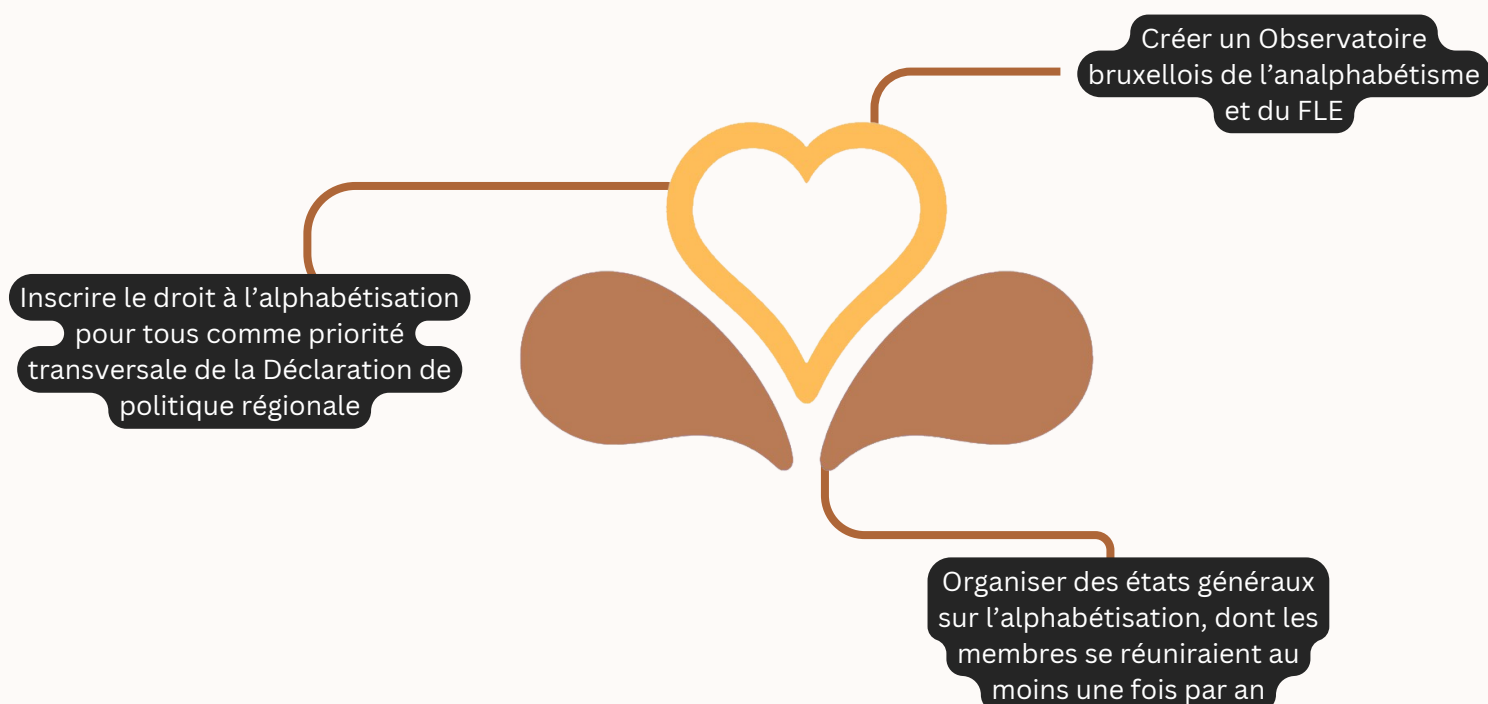 Créer un Observatoire
bruxellois de l’analphabétisme
et du FLE
Inscrire le droit à l’alphabétisation
pour tous comme priorité
transversale de la Déclaration de
politique régionale
Organiser des états généraux
sur l’alphabétisation, dont les
membres se réuniraient au
moins une fois par an